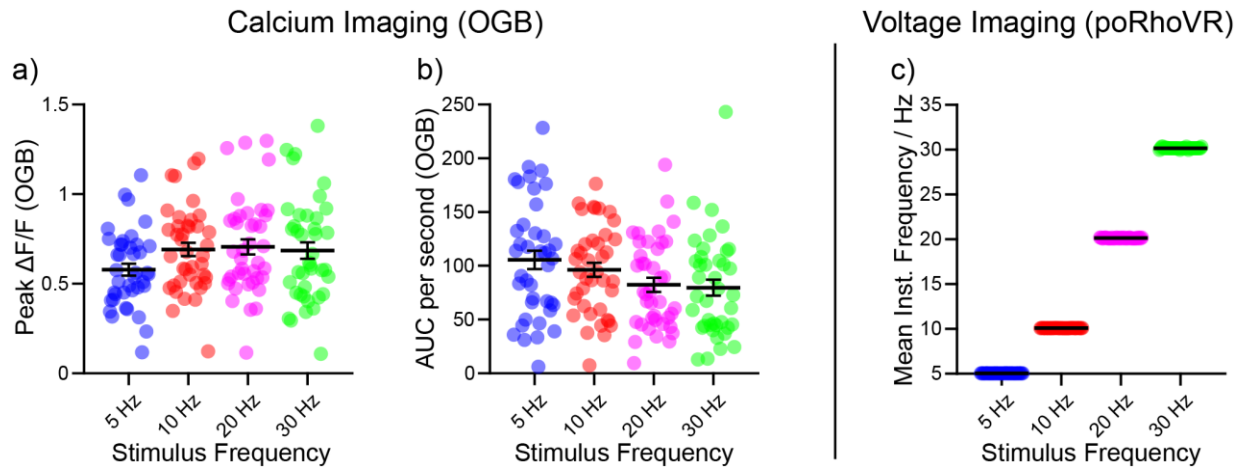 Calcium Imaging (OGB)
Voltage Imaging (poRhoVR)
a)
Peak ΔF/F (OGB)
1.5
1
0.5
0
5 Hz
10 Hz
20 Hz
30 Hz
Stimulus Frequency
b)
AUC per second (OGB)
250
200
150
100
50
0
5 Hz
10 Hz
20 Hz
30 Hz
Stimulus Frequency
c)
Mean Inst. Frequency / Hz
35
30
25
20
15
10
5
5 Hz
10 Hz
20 Hz
30 Hz
Stimulus Frequency